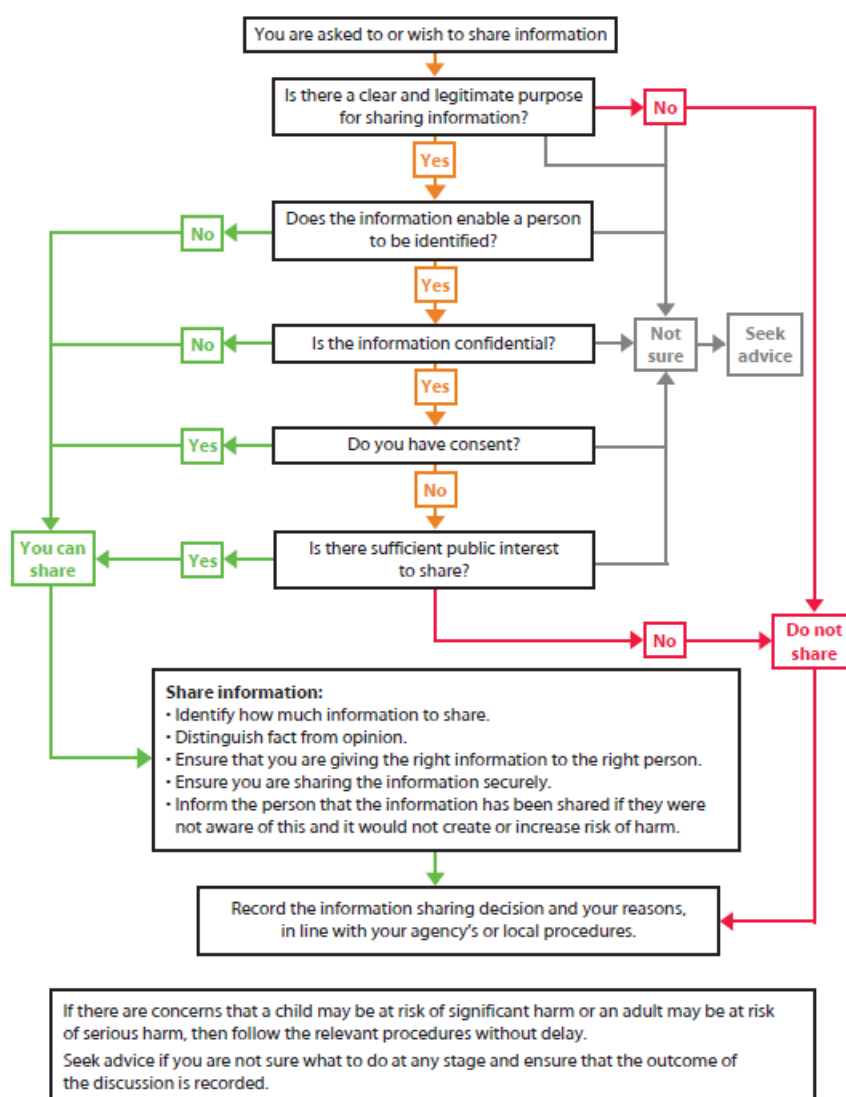 You are asked to or wish to share information
Is there a clear and legitimate purpose
for sharing information?
No
Yes
Does the information enable a person
to be identified?
No
Yes
Is the information confidential?
No
Not
sure
Seek
advice
Yes
Do you have consent?
Yes
No
Is there sufficient public interest
to share?
Yes
You can
share
No
Do not
share
Share information:
• Identify how much information to share.
• Distinguish fact from opinion.
• Ensure that you are giving the right information to the right person.
• Ensure you are sharing the information securely.
• Inform the person that the information has been shared if they were
not aware of this and it would not create or increase risk of harm.
Record the information sharing decision and your reasons,
in line with your agency's or local procedures.
If there are concerns that a child may be at risk of significant harm or an adult may be at risk
of serious harm, then follow the relevant procedures without delay.
Seek advice if you are not sure what to do at any stage and ensure that the outcome of
the discussion is recorded.